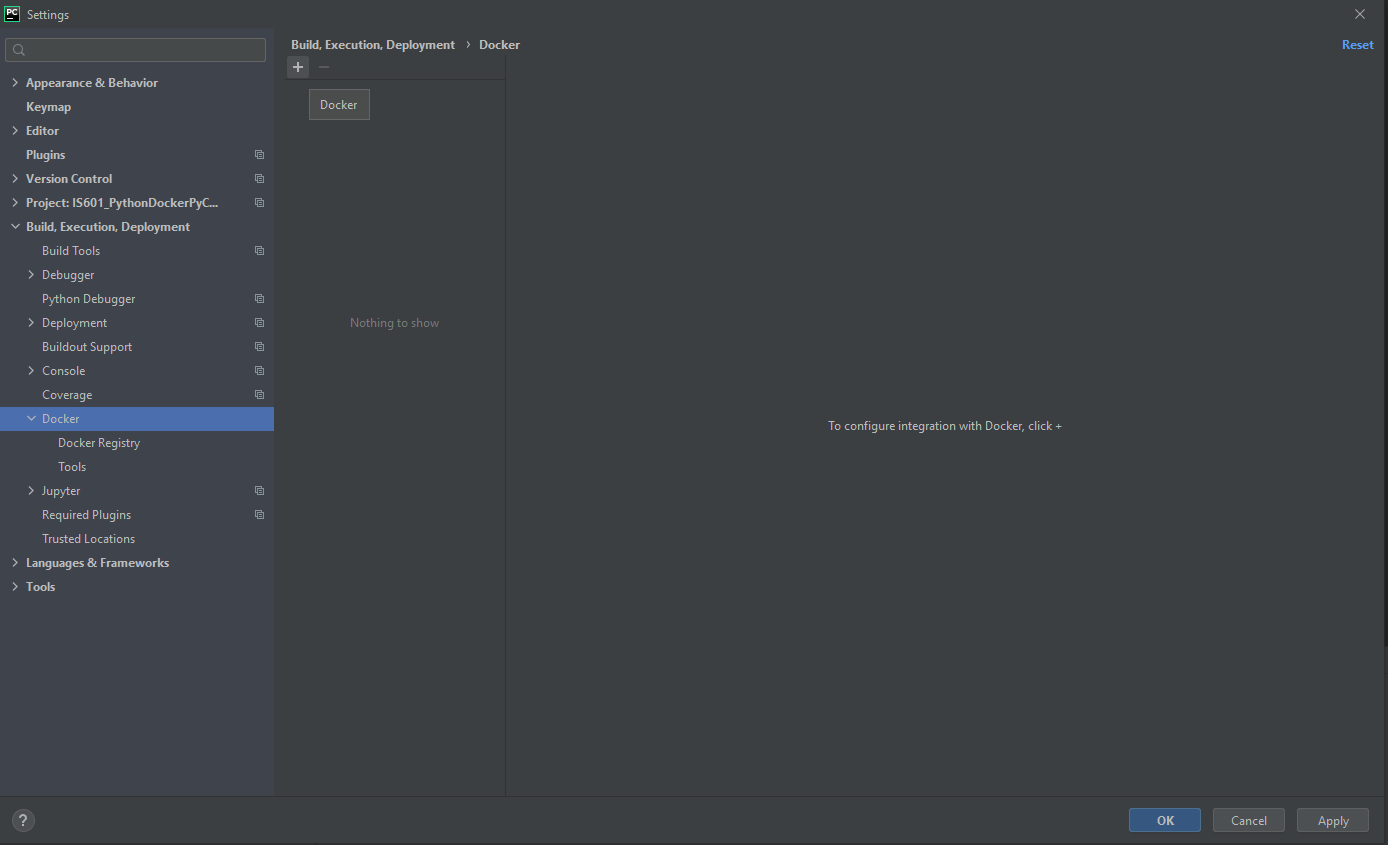 PC Settings
Build, Execution, Deployment › Docker
Reset
Docker
Appearance & Behavior
Keymap
Editor
Plugins
Version Control
Project: IS601_PythonDockerPyC...
Build, Execution, Deployment
Build Tools
Debugger
Python Debugger
Deployment
Buildout Support
Console
Coverage
Docker
Docker Registry
Tools
Jupyter
Required Plugins
Trusted Locations
Languages & Frameworks
Tools
Nothing to show
To configure integration with Docker, click +
?
OK
Cancel
Apply